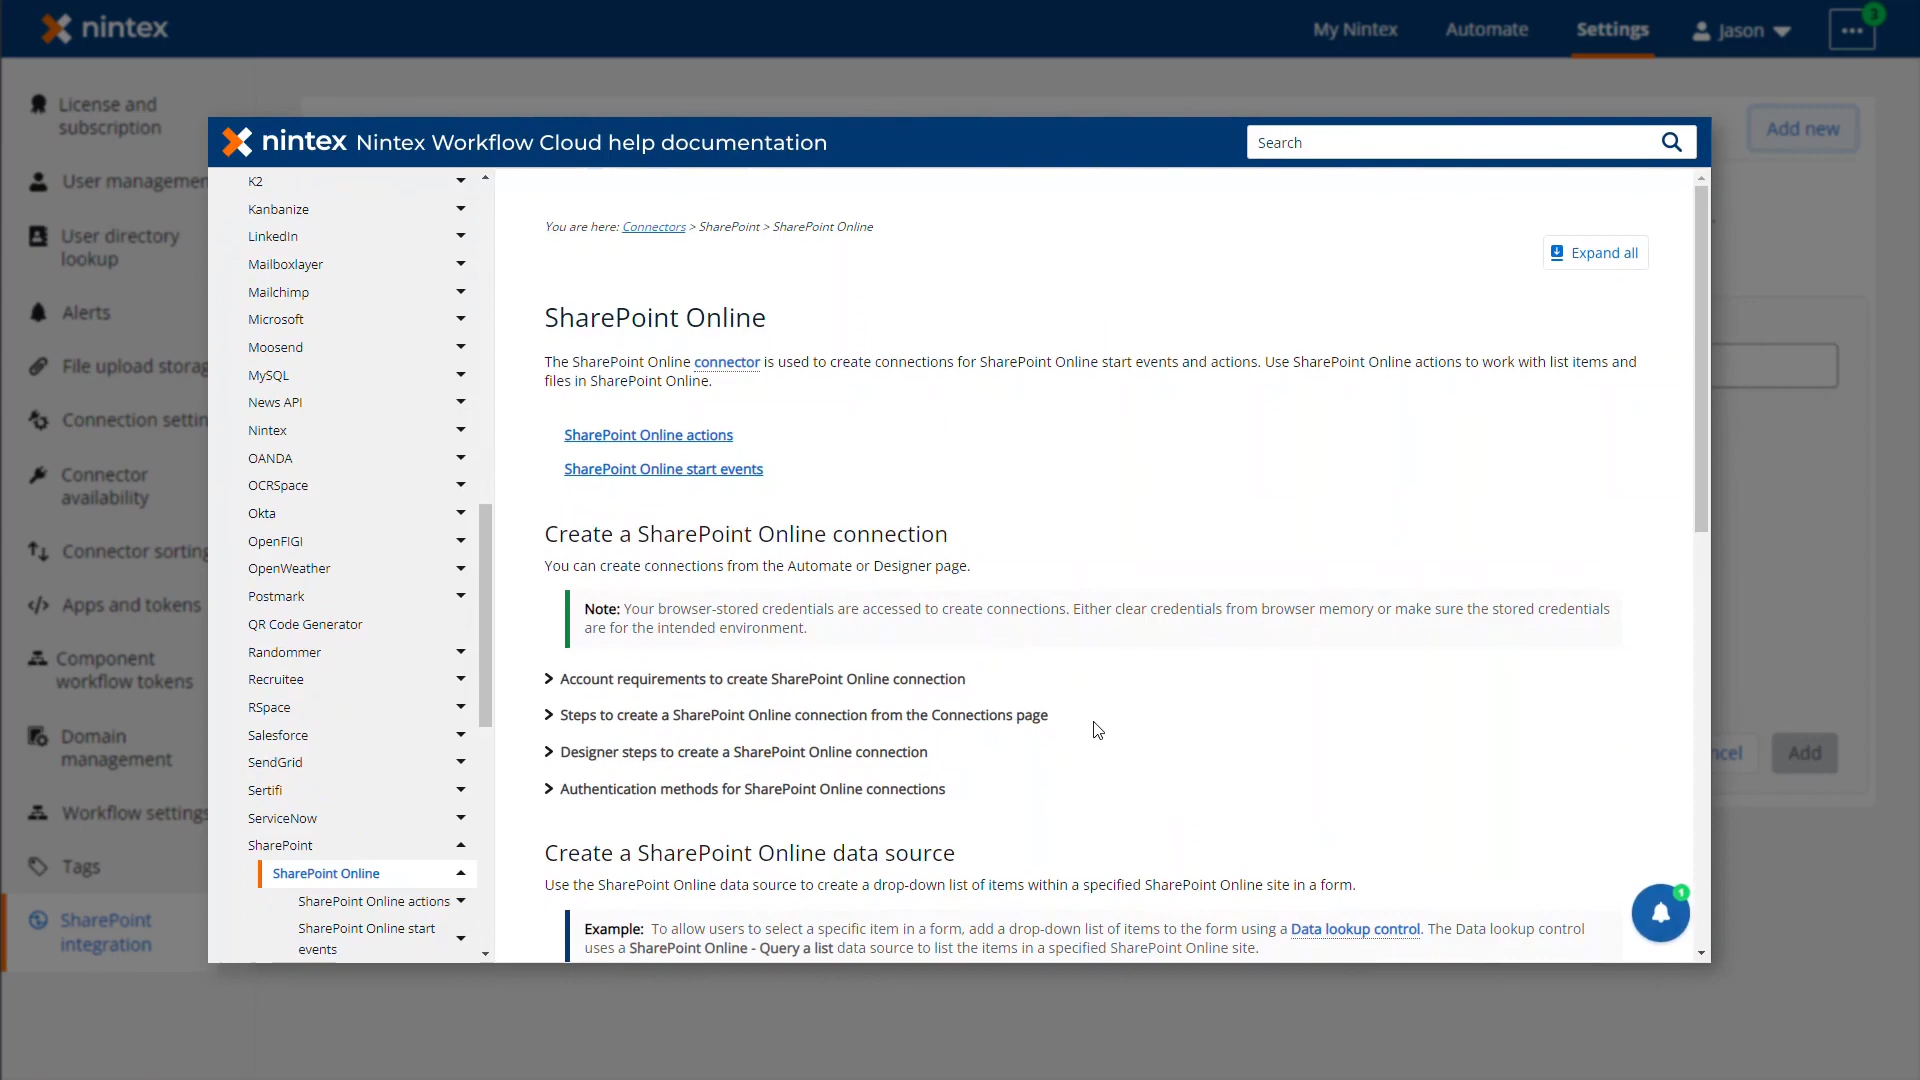 nintex
My Nintex
Automate
Settings
Jason
3
License and
subscription
User managemen
User directory
lookup
Alerts
File upload storag
Connection settin
Connector
availability
Connector sorting
Apps and tokens
Component
workflow tokens
Domain
management
Workflow settings
Tags
SharePoint
integration
Add new
ncel
Add
nintex Nintex Workflow Cloud help documentation
Search
K2
Kanbanize
LinkedIn
Mailboxlayer
Mailchimp
Microsoft
Moosend
MySQL
News API
Nintex
OANDA
OCRSpace
Okta
OpenFIGI
OpenWeather
Postmark
QR Code Generator
Randommer
Recruitee
RSpace
Salesforce
SendGrid
Sertifi
ServiceNow
SharePoint
SharePoint Online
SharePoint Online actions
SharePoint Online start
events
You are here: Connectors > SharePoint > SharePoint Online
Expand all
SharePoint Online
The SharePoint Online connector is used to create connections for SharePoint Online start events and actions. Use SharePoint Online actions to work with list items and
files in SharePoint Online.
SharePoint Online actions
SharePoint Online start events
Create a SharePoint Online connection
You can create connections from the Automate or Designer page.
Note: Your browser-stored credentials are accessed to create connections. Either clear credentials from browser memory or make sure the stored credentials
are for the intended environment.
Account requirements to create SharePoint Online connection
Steps to create a SharePoint Online connection from the Connections page
Designer steps to create a SharePoint Online connection
Authentication methods for SharePoint Online connections
Create a SharePoint Online data source
Use the SharePoint Online data source to create a drop-down list of items within a specified SharePoint Online site in a form.
Example: To allow users to select a specific item in a form, add a drop-down list of items to the form using a Data lookup control. The Data lookup control
uses a SharePoint Online - Query a list data source to list the items in a specified SharePoint Online site.
1